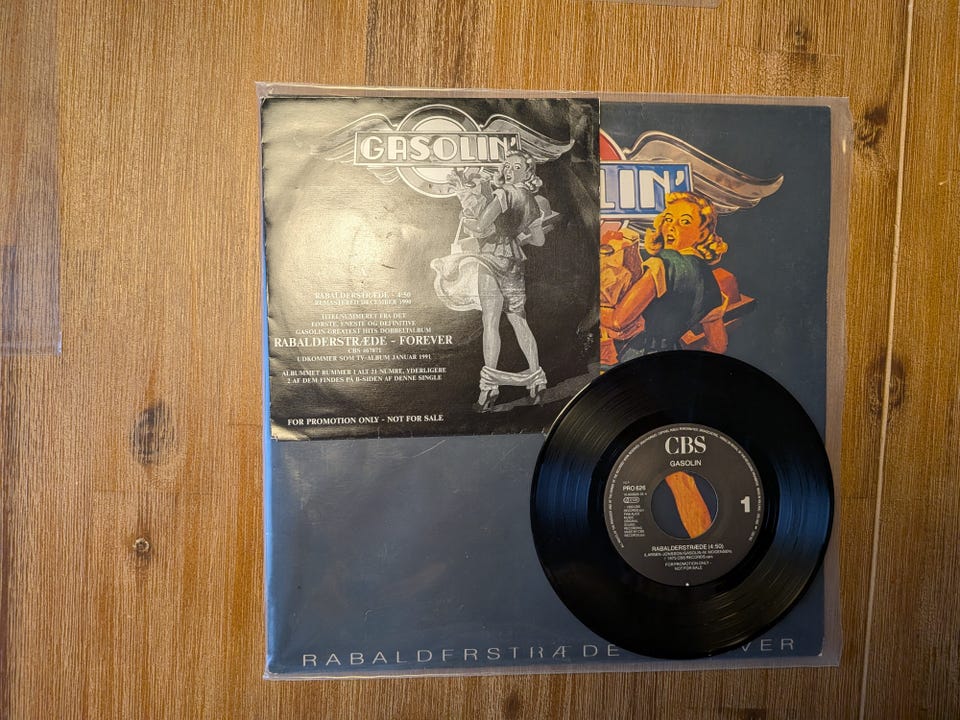 GASOLIN'
RABALDERSTRÆDE - 4:50
REMASTERED DECEMBER 1990
TITELNUMMERET FRA DET
FØRSTE, ENESTE OG DEFINITIVE
GASOLIN GREATEST HITS DOBBELTALBUM
RABALDERSTRÆDE - FOREVER
CBS 467871
UDKOMMER SOM TV-ALBUM JANUAR 1991
ALBUMMET RUMMER I ALT 21 NUMRE, YDERLIGERE
2 AF DEM FINDES PÅ B-SIDEN AF DENNE SINGLE
FOR PROMOTION ONLY - NOT FOR SALE
LIN'
CBS
GASOLIN
PRO 626
1
RABALDERSTRÆDE (4:50)
FOR PROMOTION ONLY -
NOT FOR SALE
RABALDERSTRÆDE VER